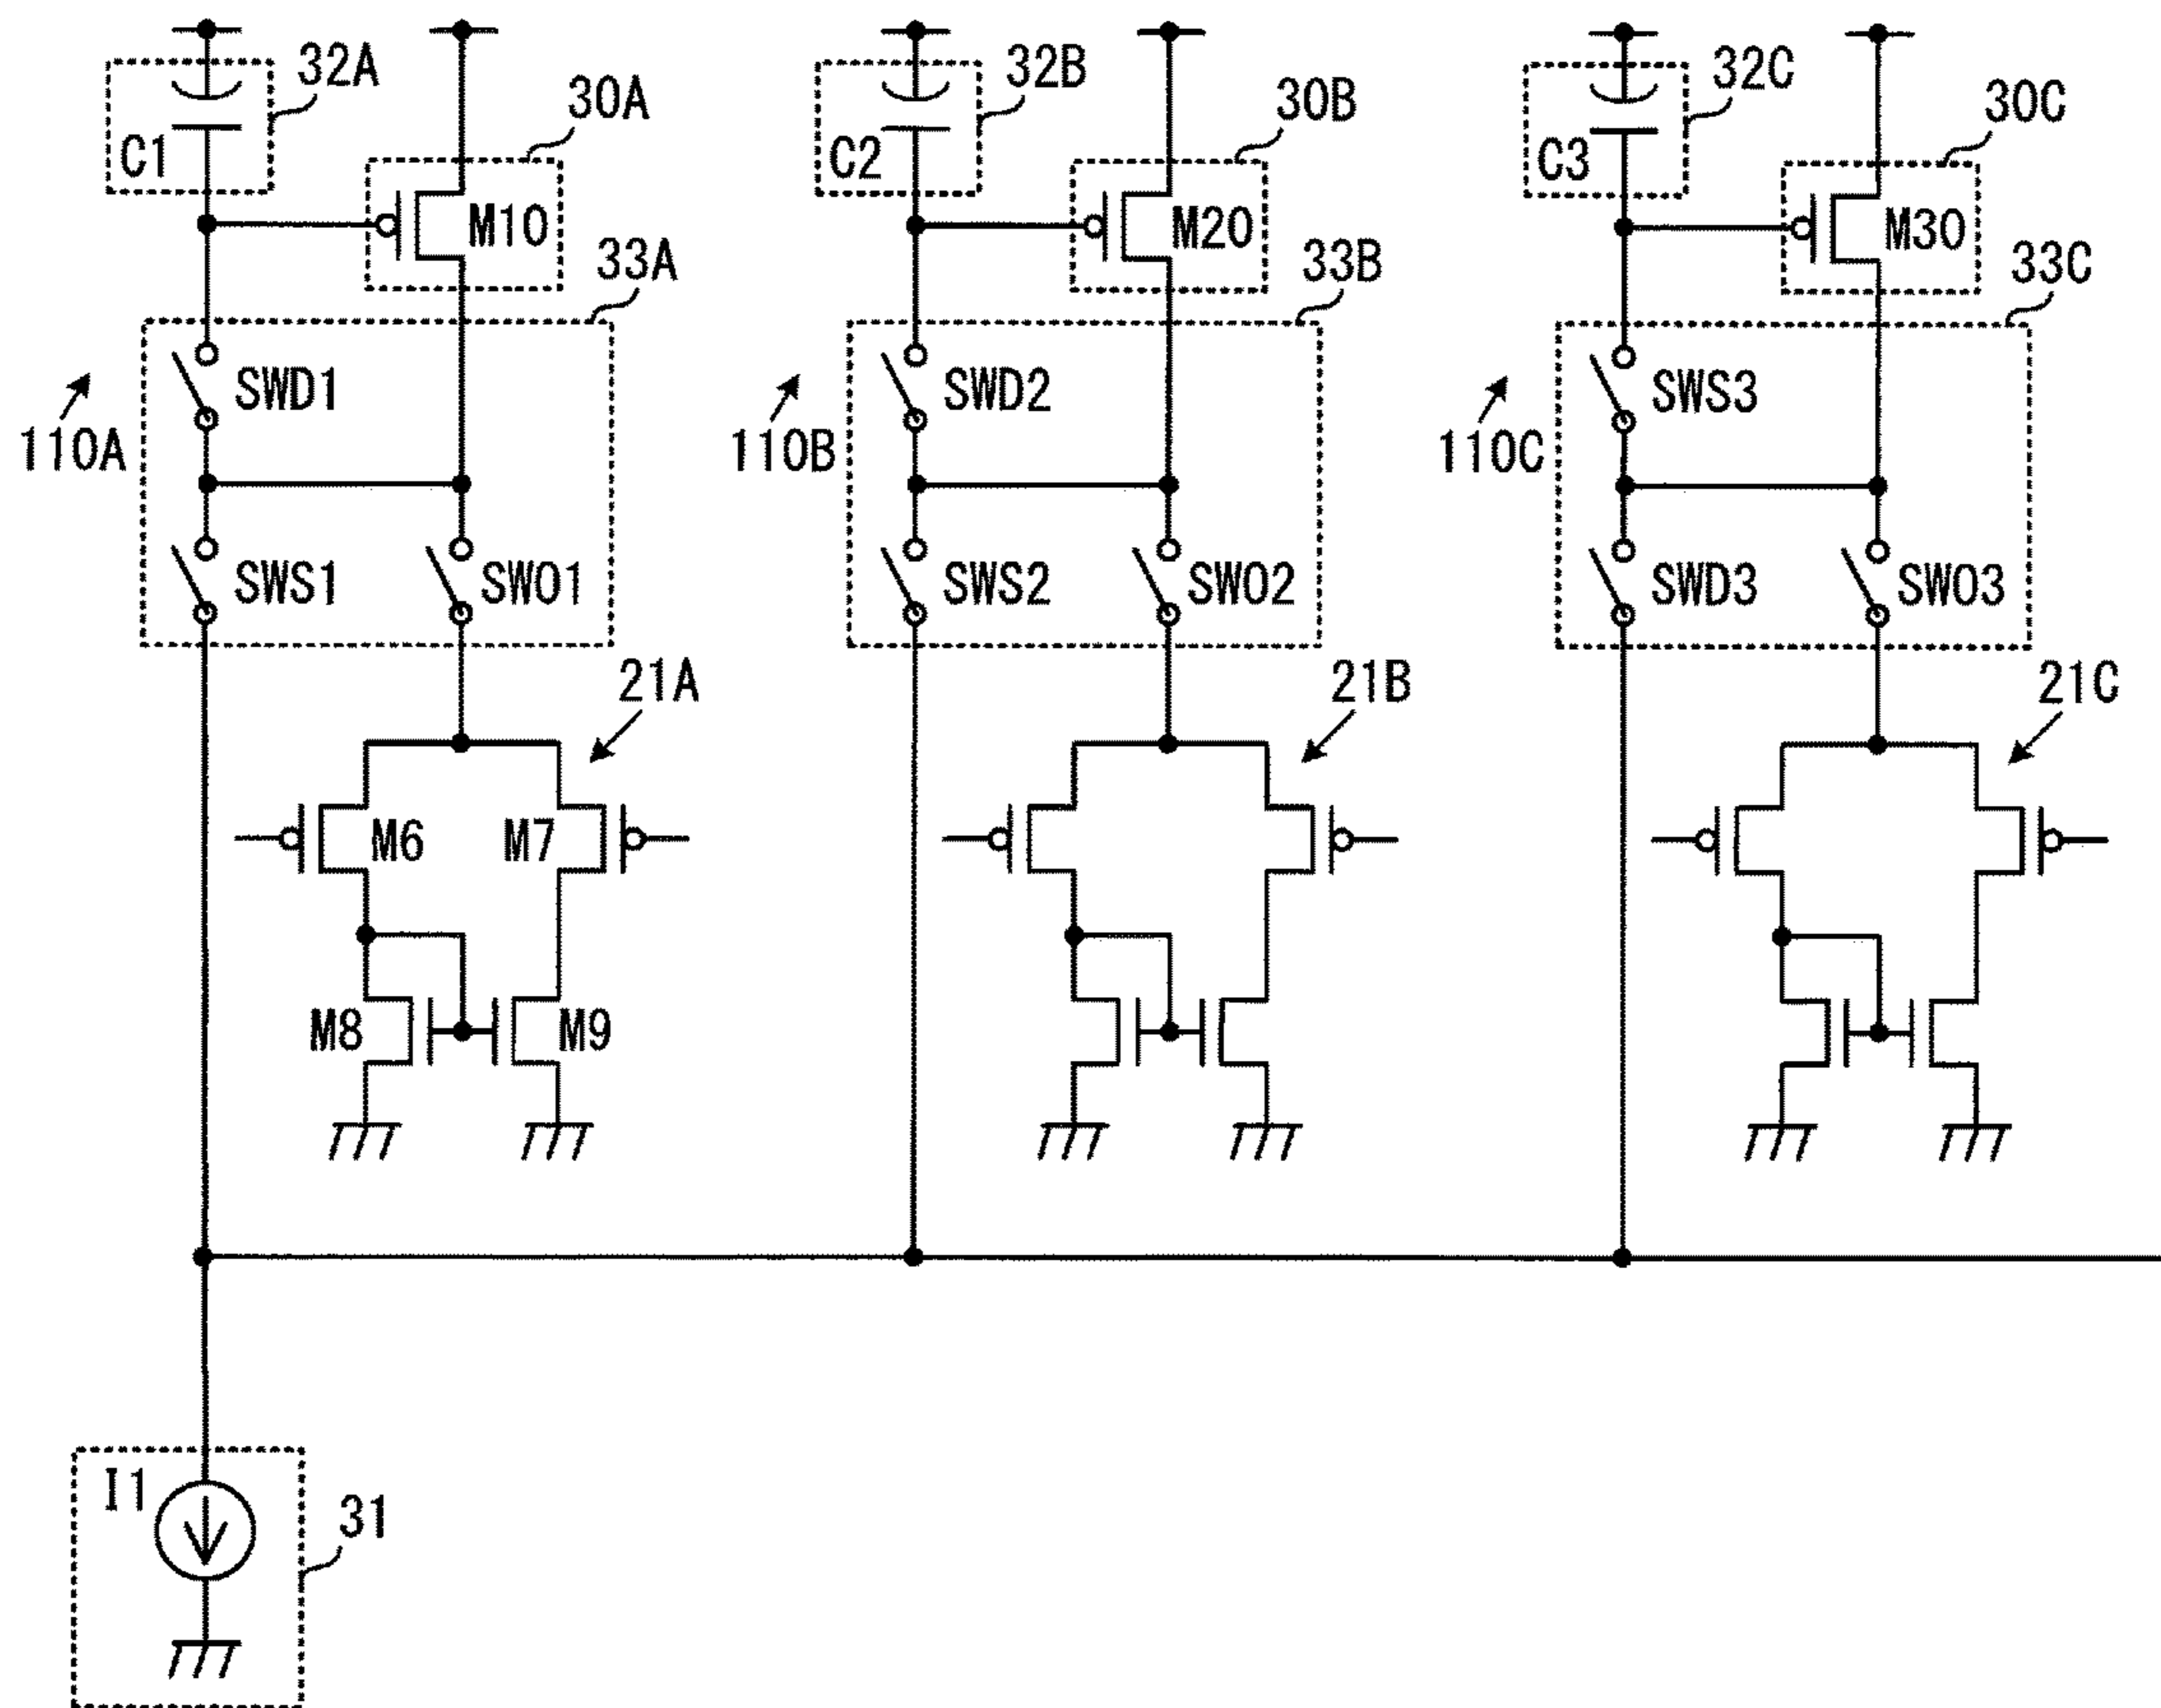 32A
32B
32C
30A
30B
30C
C1
C2
C3
M10
M20
M30
33A
33B
33C
SWD1
SWD2
SWS3
110A
110B
110C
SWS1
SWO1
SWS2
SWO2
SWD3
SWO3
21A
21B
21C
M6
M7
M8
M9
I1
31